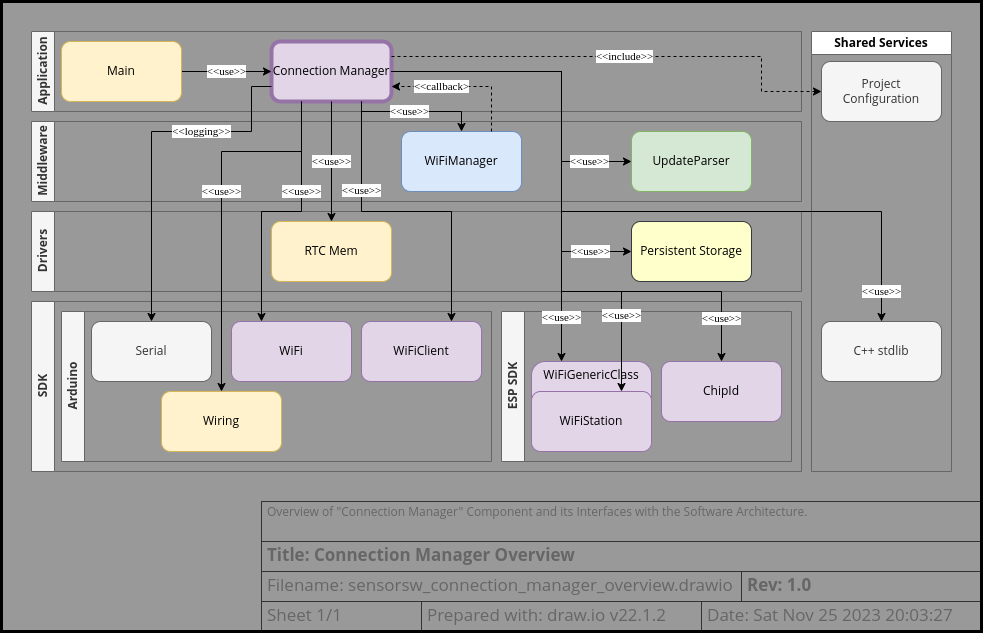 Application
Main
<<use>>
Connection Manager
<<include>>
<<callback>
<<use>>
Shared Services
Project
Configuration
Middleware
<<logging>>
<<use>>
<<use>>
<<use>>
<<use>>
WiFiManager
<<use>>
UpdateParser
Drivers
RTC Mem
<<use>>
Persistent Storage
<<use>>
SDK
Arduino
Serial
WiFi
WiFiClient
Wiring
ESP SDK
<<use>>
<<use>>
<<use>>
WiFiGenericClass
WiFiStation
ChipId
C++ stdlib
Overview of "Connection Manager" Component and its Interfaces with the Software Architecture.
Title: Connection Manager Overview
Filename: sensorsw_connection_manager_overview.drawio
Rev: 1.0
Sheet 1/1
Prepared with: draw.io v22.1.2
Date: Sat Nov 25 2023 20:03:27